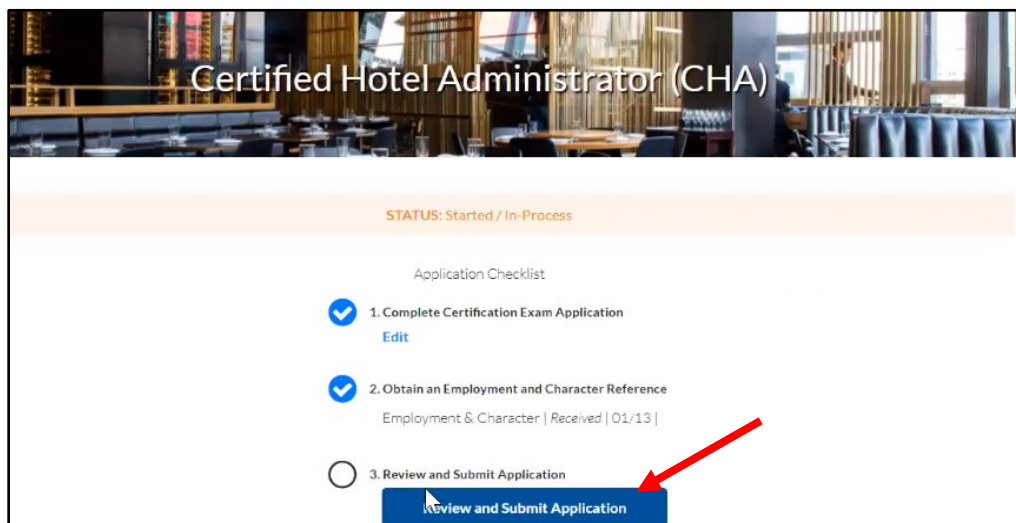 Certified Hotel Administrator (CHA)
STATUS: Started / In-Process
Application Checklist
1. Complete Certification Exam Application
Edit
2. Obtain an Employment and Character Reference
Employment & Character | Received | 01/13 |
3. Review and Submit Application
Review and Submit Application